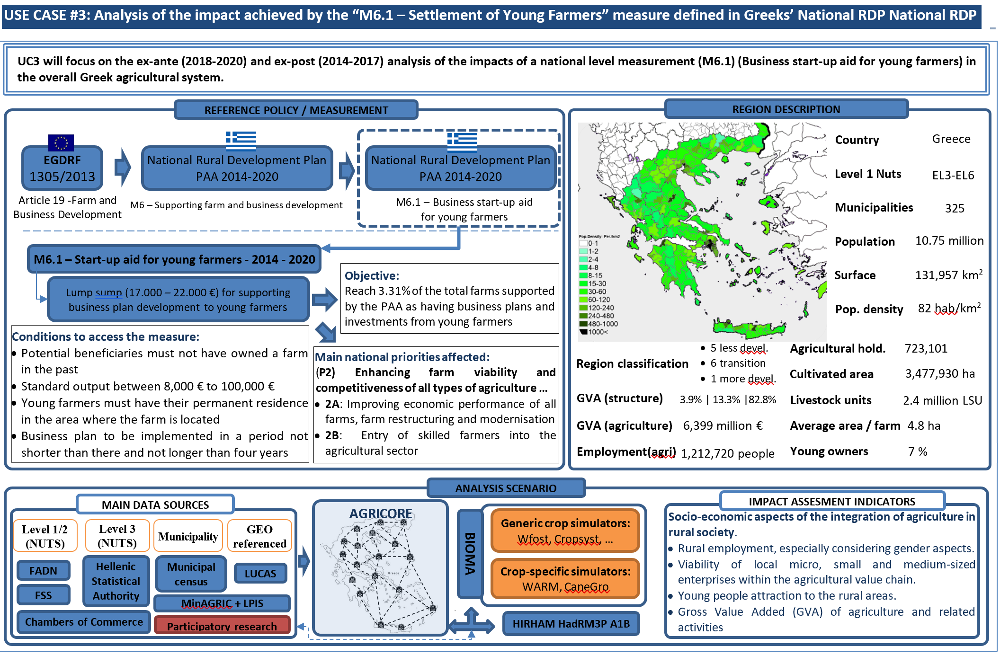 USE CASE #3: Analysis of the impact achieved by the “M6.1 – Settlement of Young Farmers” measure defined in Greeks’ National RDP National RDP
UC3 will focus on the ex-ante (2018-2020) and ex-post (2014-2017) analysis of the impacts of a national level measurement (M6.1) (Business start-up aid for young farmers) in
the overall Greek agricultural system.
REFERENCE POLICY / MEASUREMENT
EGDRF
1305/2013
Article 19 -Farm and
Business Development
National Rural Development Plan
PAA 2014-2020
M6 – Supporting farm and business development
National Rural Development Plan
PAA 2014-2020
M6.1 – Business start-up aid
for young farmers
M6.1 – Start-up aid for young farmers - 2014 - 2020
Lump sump (17.000 – 22.000 €) for supporting
business plan development to young farmers
Objective:
Reach 3.31% of the total farms supported
by the PAA as having business plans and
investments from young farmers
Conditions to access the measure:
• Potential beneficiaries must not have owned a farm
in the past
• Standard output between 8,000 € to 100,000 €
• Young farmers must have their permanent residence
in the area where the farm is located
• Business plan to be implemented in a period not
shorter than there and not longer than four years
Main national priorities affected:
(P2) Enhancing farm viability and
competitiveness of all types of agriculture ...
• 2A: Improving economic performance of all
farms, farm restructuring and modernisation
• 2B: Entry of skilled farmers into the
agricultural sector
REGION DESCRIPTION
Pop.Density: Per./km2
0-1
1-2
2-4
4-8
8-15
15-30
30-60
60-120
120-240
240-480
480-1000
1000<
Country Greece
Level 1 Nuts EL3-EL6
Municipalities 325
Population 10.75 million
Surface 131,957 km²
Pop. density 82 hab/km²
Region classification
• 5 less devel.
• 6 transition
• 1 more devel.
GVA (structure) 3.9% | 13.3% |82.8%
GVA (agriculture) 6,399 million €
Employment(agri) 1,212,720 people
Agricultural hold. 723,101
Cultivated area 3,477,930 ha
Livestock units 2.4 million LSU
Average area / farm 4.8 ha
Young owners 7 %
ANALYSIS SCENARIO
MAIN DATA SOURCES
Level 1/2
(NUTS)
Level 3
(NUTS)
Municipality
GEO
referenced
FADN
FSS
Hellenic
Statistical
Authority
Chambers of Commerce
Municipal
census
LUCAS
MinAGRIC + LPIS
Participatory research
AGRICORE
Greece
BIOMA
Generic crop simulators:
Wfost, Cropsyst, ...
Crop-specific simulators:
WARM, CaneGro
HIRHAM HadRM3P A1B
IMPACT ASSESMENT INDICATORS
Socio-economic aspects of the integration of agriculture in
rural society.
• Rural employment, especially considering gender aspects.
• Viability of local micro, small and medium-sized
enterprises within the agricultural value chain.
• Young people attraction to the rural areas.
• Gross Value Added (GVA) of agriculture and related
activities